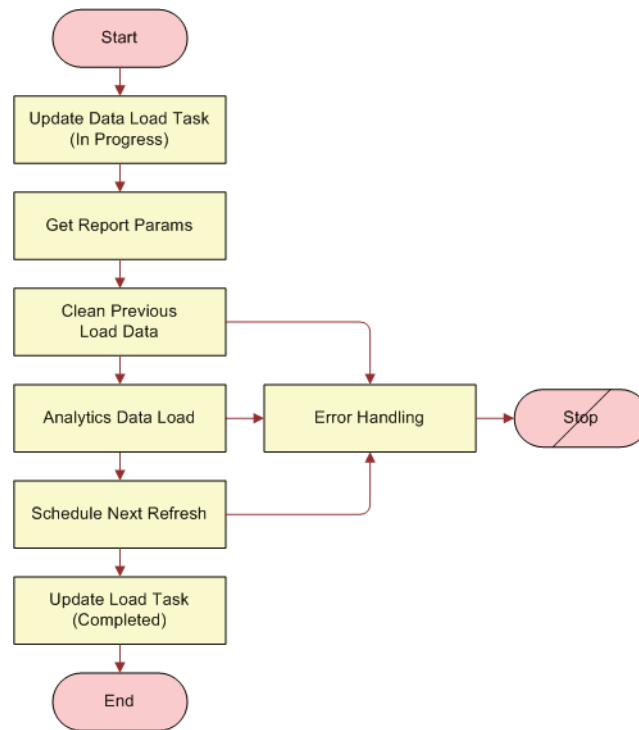 Start
Update Data Load Task
(In Progress)
Get Report Params
Clean Previous
Load Data
Analytics Data Load
Error Handling
Stop
Schedule Next Refresh
Update Load Task
(Completed)
End